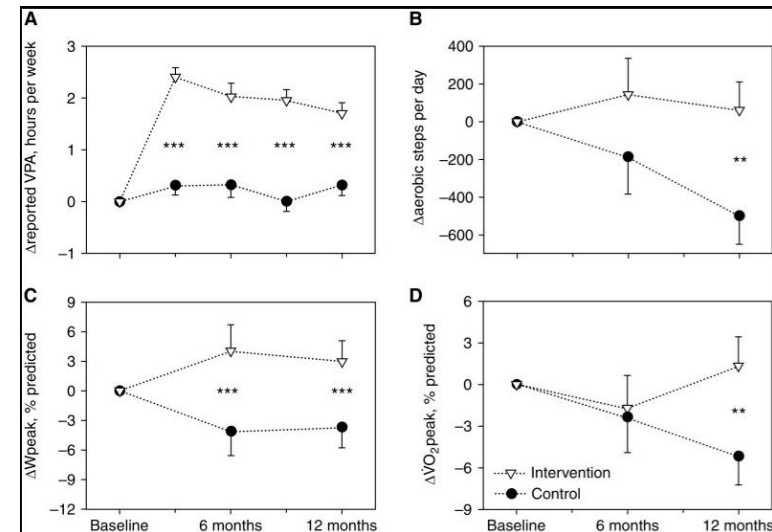 A
Δreported VPA, hours per week
3
2
1
0
–1
*** *** *** ***
B
Δaerobic steps per day
400
200
0
–200
–400
–600
**
C
ΔWpeak, % predicted
9
6
3
0
–3
–6
–9
–12
*** ***
Baseline 6 months 12 months
D
ΔV̇O₂peak, % predicted
6
3
0
–3
–6
–9
**
Intervention
Control
Baseline 6 months 12 months